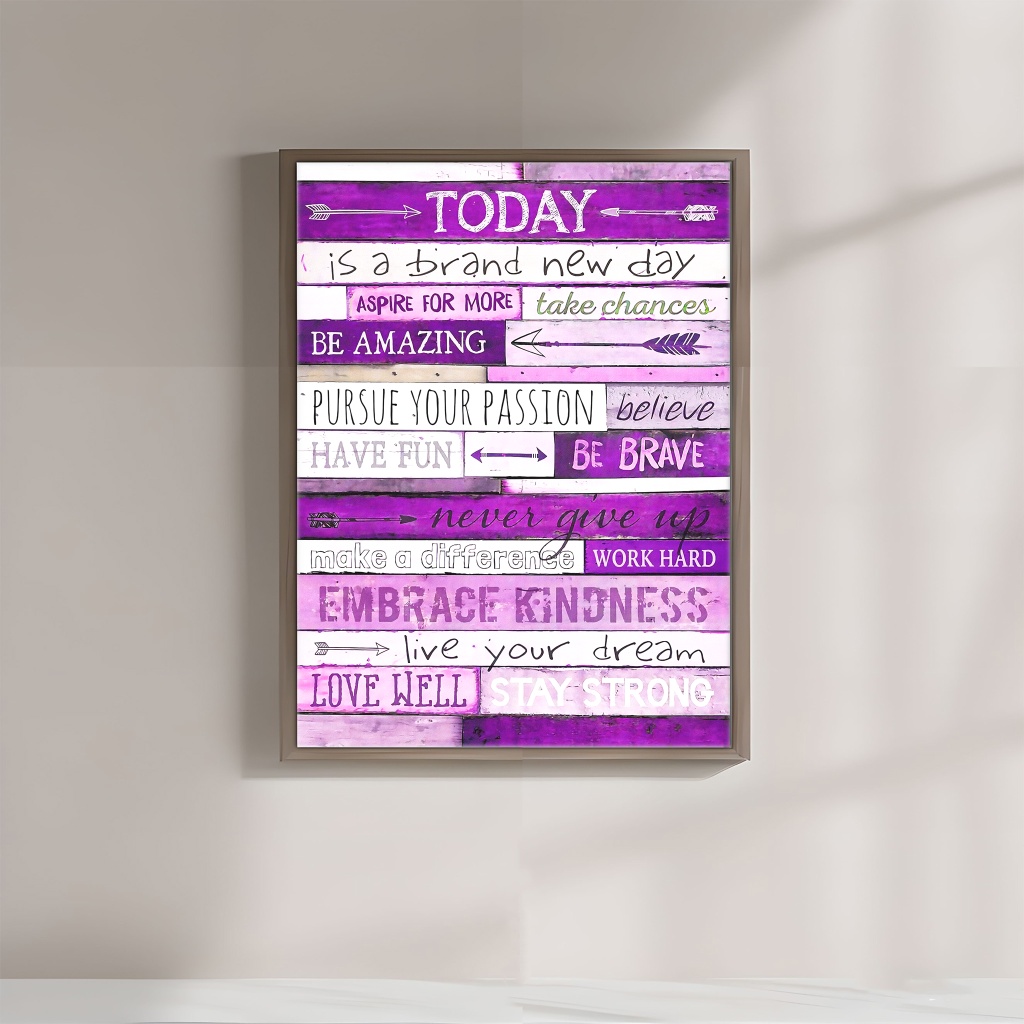 TODAY
is a brand new day
ASPIRE FOR MORE take chances
BE AMAZING
PURSUE YOUR PASSION believe
HAVE FUN BE BRAVE
never give up
make a difference WORK HARD
EMBRACE KINDNESS
live your dream
LOVE WELL STAY STRONG